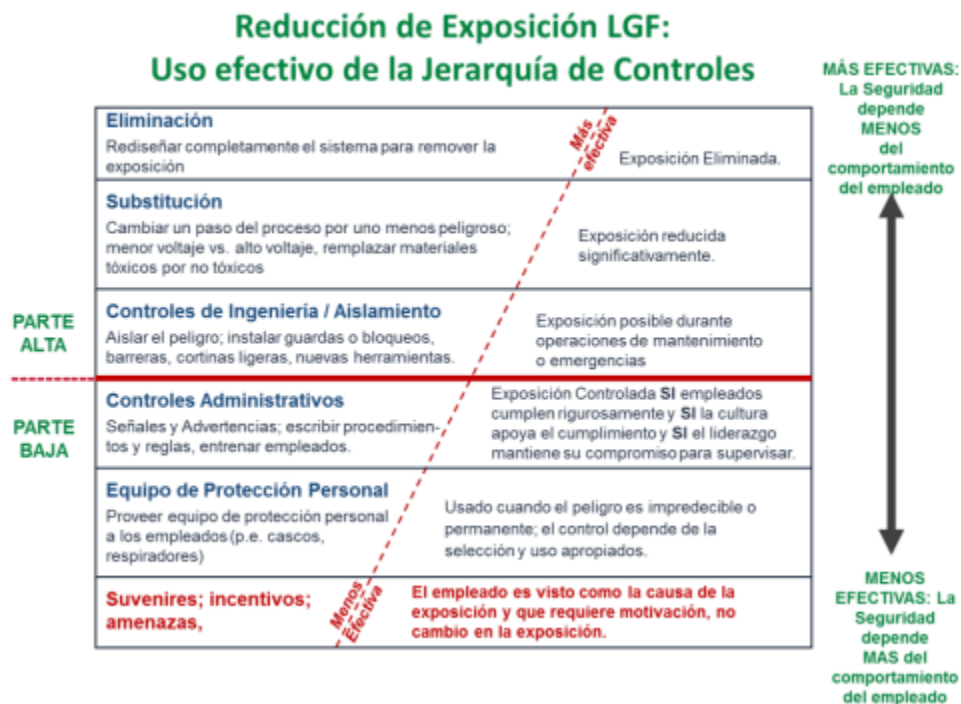 Reducción de Exposición LGF:
Uso efectivo de la Jerarquía de Controles
MÁS EFECTIVAS:
La Seguridad
depende
MENOS
del
comportamiento
del empleado
Eliminación
Rediseñar completamente el sistema para remover la
exposición
Más
efectiva
Exposición Eliminada.
Substitución
Cambiar un paso del proceso por uno menos peligroso;
menor voltaje vs. alto voltaje, remplazar materiales
tóxicos por no tóxicos
Exposición reducida
significativamente.
PARTE
ALTA
Controles de Ingeniería / Aislamiento
Aislar el peligro; instalar guardas o bloqueos,
barreras, cortinas ligeras, nuevas herramientas.
Exposición posible durante
operaciones de mantenimiento
o emergencias
PARTE
BAJA
Controles Administrativos
Señales y Advertencias; escribir procedimien-
tos y reglas, entrenar empleados.
Exposición Controlada SI empleados
cumplen rigurosamente y SI la cultura
apoya el cumplimiento y SI el liderazgo
mantiene su compromiso para supervisar.
Equipo de Protección Personal
Proveer equipo de protección personal
a los empleados (p.e. cascos,
respiradores)
Usado cuando el peligro es impredecible o
permanente; el control depende de la
selección y uso apropiados.
Suvenires; incentivos;
amenazas,
Menos
Efectiva
El empleado es visto como la causa de la
exposición y que requiere motivación, no
cambio en la exposición.
MENOS
EFECTIVAS: La
Seguridad
depende
MAS del
comportamiento
del empleado